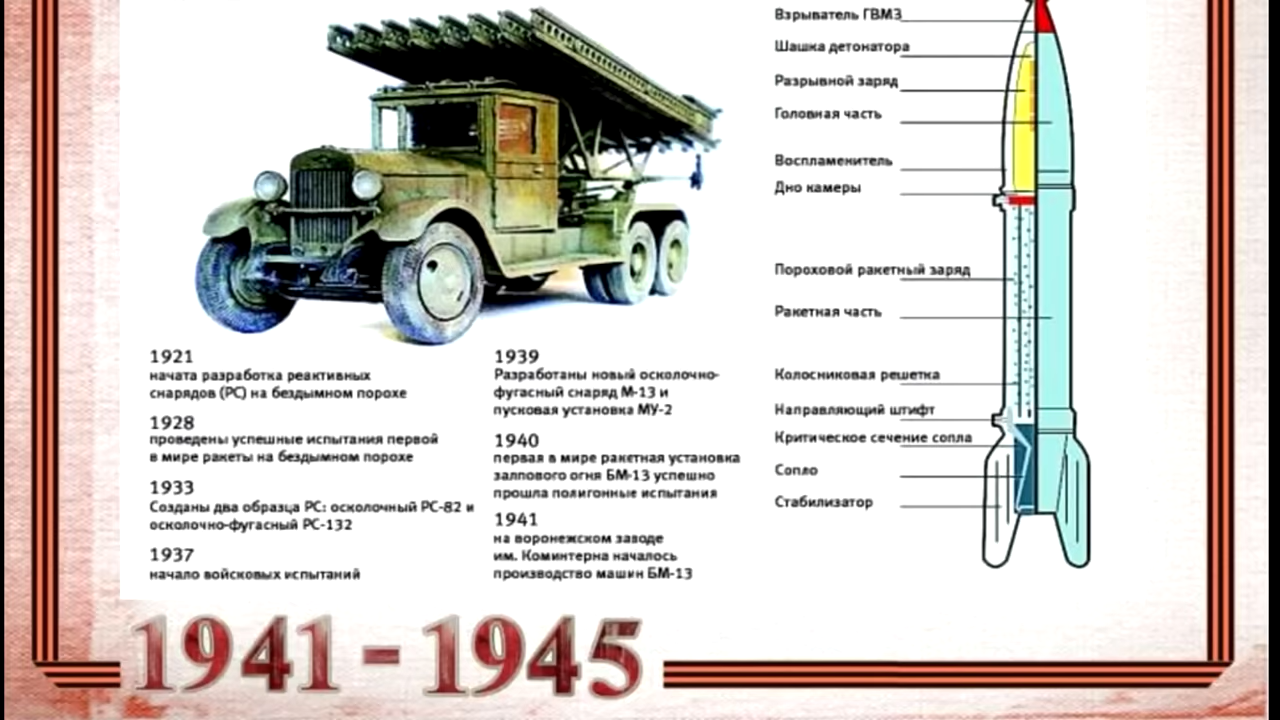 Взрыватель ГВМЗ
Шашка детонатора
Разрывной заряд
Головная часть
Воспламенитель
Дно камеры
Пороховой ракетный заряд
Ракетная часть
Колосниковая решетка
Направляющий штифт
Критическое сечение сопла
Сопло
Стабилизатор
1921
начата разработка реактивных
снарядов (РС) на бездымном порохе
1928
проведены успешные испытания первой
в мире ракеты на бездымном порохе
1933
Созданы два образца РС: осколочный РС-82 и
осколочно-фугасный РС-132
1937
начало войсковых испытаний
1939
Разработаны новый осколочно-
фугасный снаряд М-13 и
пусковая установка МУ-2
1940
первая в мире ракетная установка
залпового огня БМ-13 успешно
прошла полигонные испытания
1941
на воронежском заводе
им. Коминтерна началось
производство машин БМ-13
1941-1945